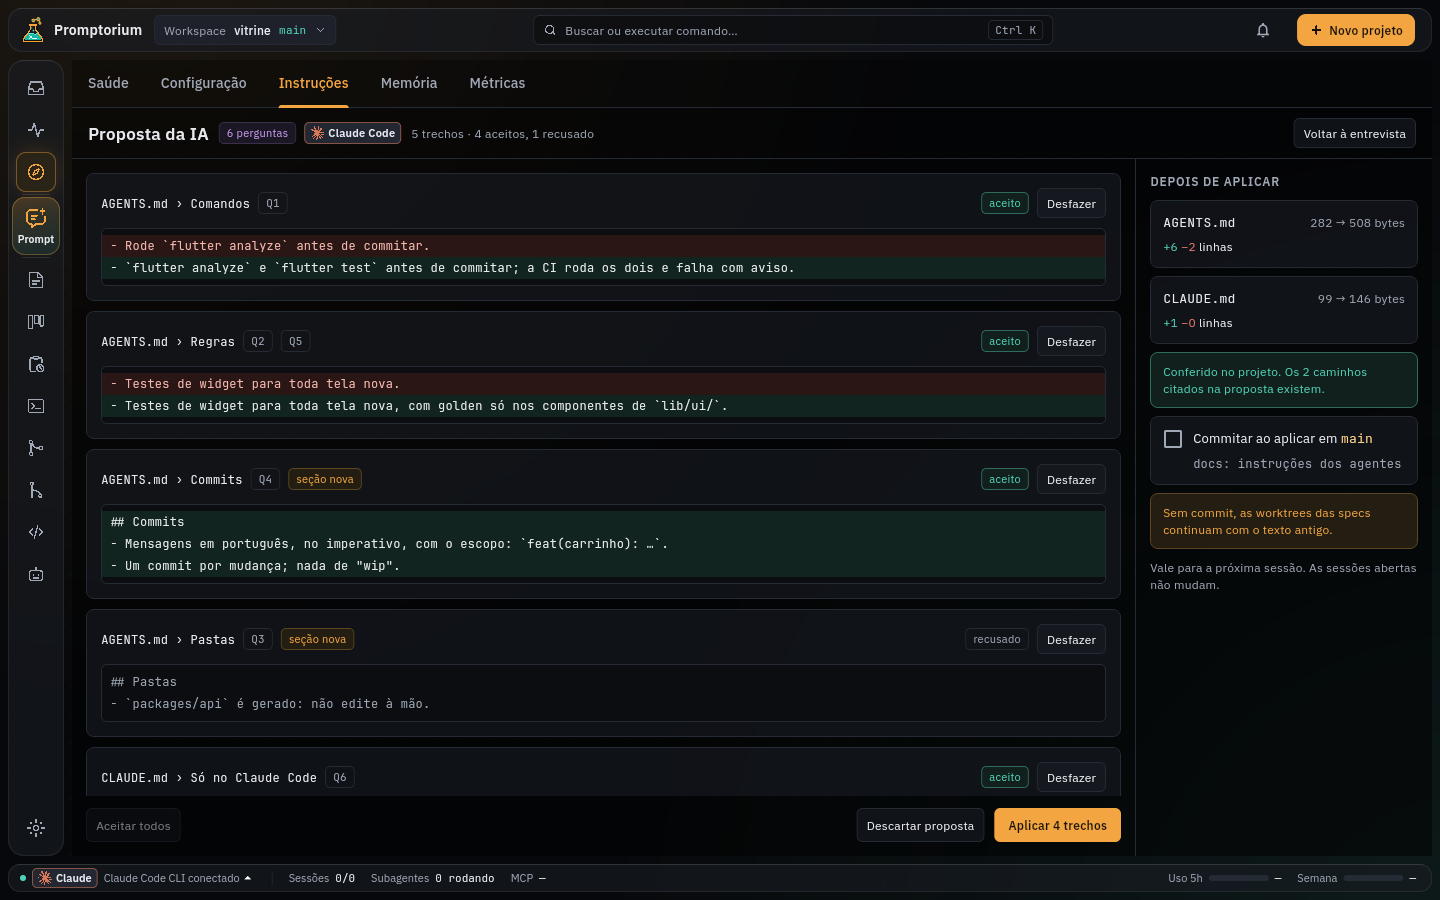 Promptorium
Workspace vitrine main
Buscar ou executar comando...
Ctrl K
+ Novo projeto
Saúde
Configuração
Instruções
Memória
Métricas
Prompt
Proposta da IA
6 perguntas
Claude Code
5 trechos · 4 aceitos, 1 recusado
Voltar à entrevista
AGENTS.md › Comandos
Q1
aceito
Desfazer
- Rode `flutter analyze` antes de commitar.
- `flutter analyze` e `flutter test` antes de commitar; a CI roda os dois e falha com aviso.
AGENTS.md › Regras
Q2
Q5
aceito
Desfazer
- Testes de widget para toda tela nova.
- Testes de widget para toda tela nova, com golden só nos componentes de `lib/ui/`.
AGENTS.md › Commits
Q4
seção nova
aceito
Desfazer
## Commits
- Mensagens em português, no imperativo, com o escopo: `feat(carrinho): …`.
- Um commit por mudança; nada de "wip".
AGENTS.md › Pastas
Q3
seção nova
recusado
Desfazer
## Pastas
- `packages/api` é gerado: não edite à mão.
CLAUDE.md › Só no Claude Code
Q6
aceito
Desfazer
Aceitar todos
Descartar proposta
Aplicar 4 trechos
DEPOIS DE APLICAR
AGENTS.md
282 → 508 bytes
+6 −2 linhas
CLAUDE.md
99 → 146 bytes
+1 −0 linhas
Conferido no projeto. Os 2 caminhos
citados na proposta existem.
Commitar ao aplicar em main
docs: instruções dos agentes
Sem commit, as worktrees das specs
continuam com o texto antigo.
Vale para a próxima sessão. As sessões abertas
não mudam.
Claude
Claude Code CLI conectado
Sessões 0/0
Subagentes 0 rodando
MCP —
Uso 5h —
Semana —